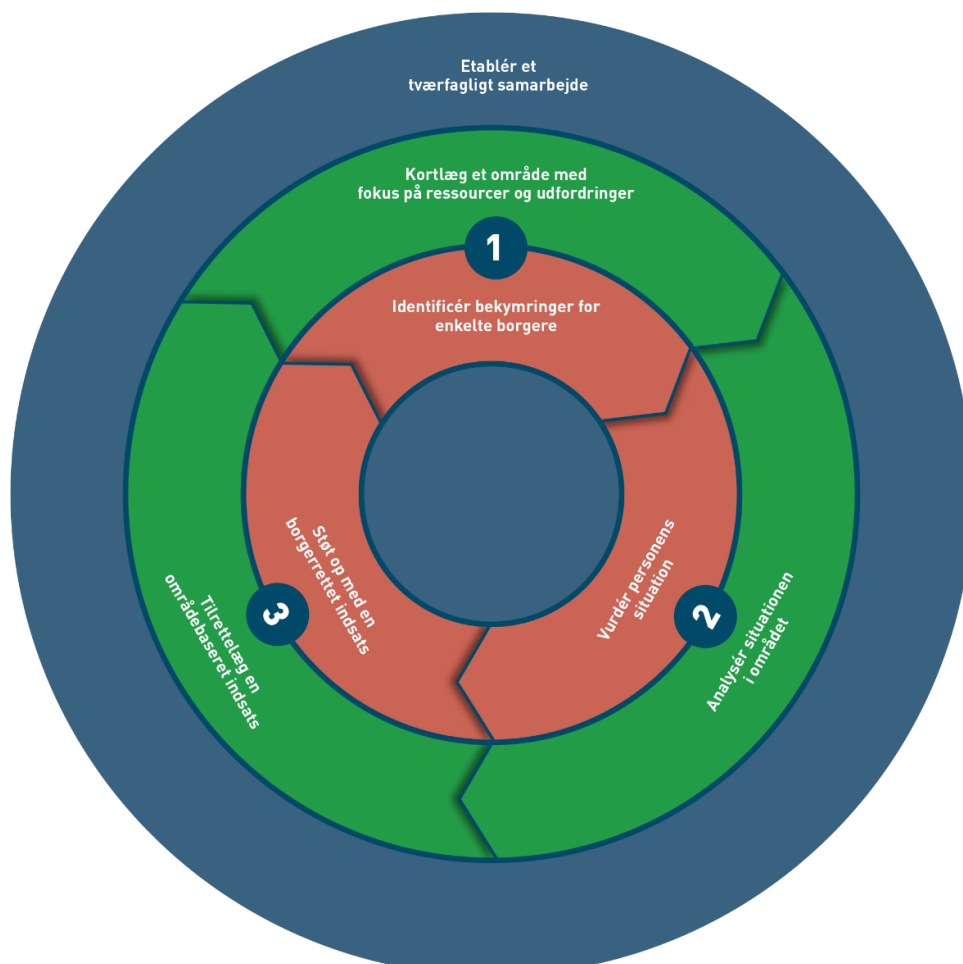 Etablér et
tværfagligt samarbejde
Kortlæg et område med
fokus på ressourcer og udfordringer
1
Identificér bekymringer for
enkelte borgere
Vurdér personens
situation
2
Analysér situationen
i området
Støt op med en
borgerrettet indsats
3
Tilrettelæg en
områdebaseret indsats